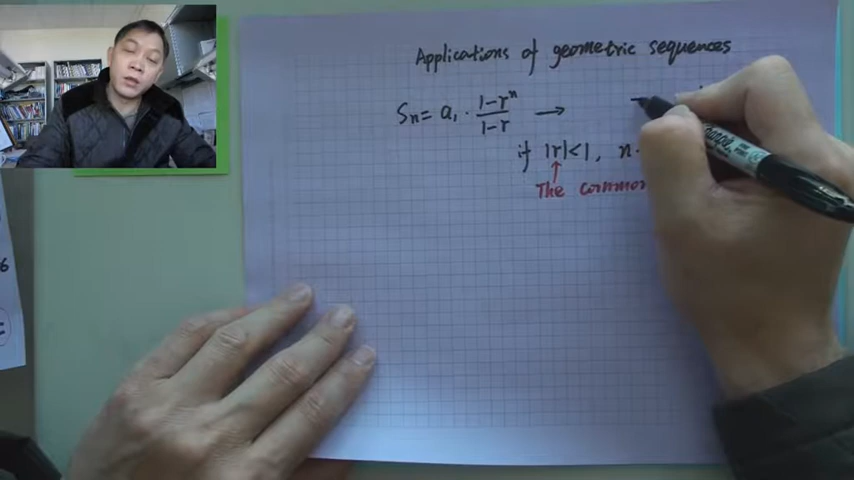 Applications of geometric sequences
Sn = a1 · 1-r^n / 1-r →
if |r|<1, n
The common